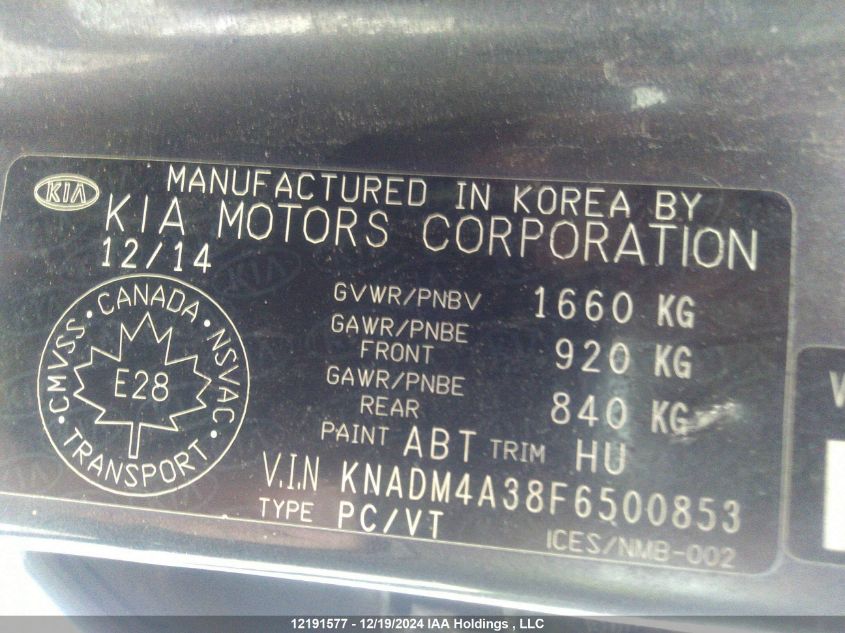 KIA
MANUFACTURED IN KOREA BY
KIA MOTORS CORPORATION
12/14
CMVSS · CANADA · NSVAC · TRANSPORT ·
E28
GVWR/PNBV 1660 KG
GAWR/PNBE
FRONT 920 KG
GAWR/PNBE
REAR 840 KG
PAINT ABT TRIM HU
V.I.N KNADM4A38F6500853
TYPE PC/VT
ICES/NMB-002
V
12191577 - 12/19/2024 IAA Holdings , LLC